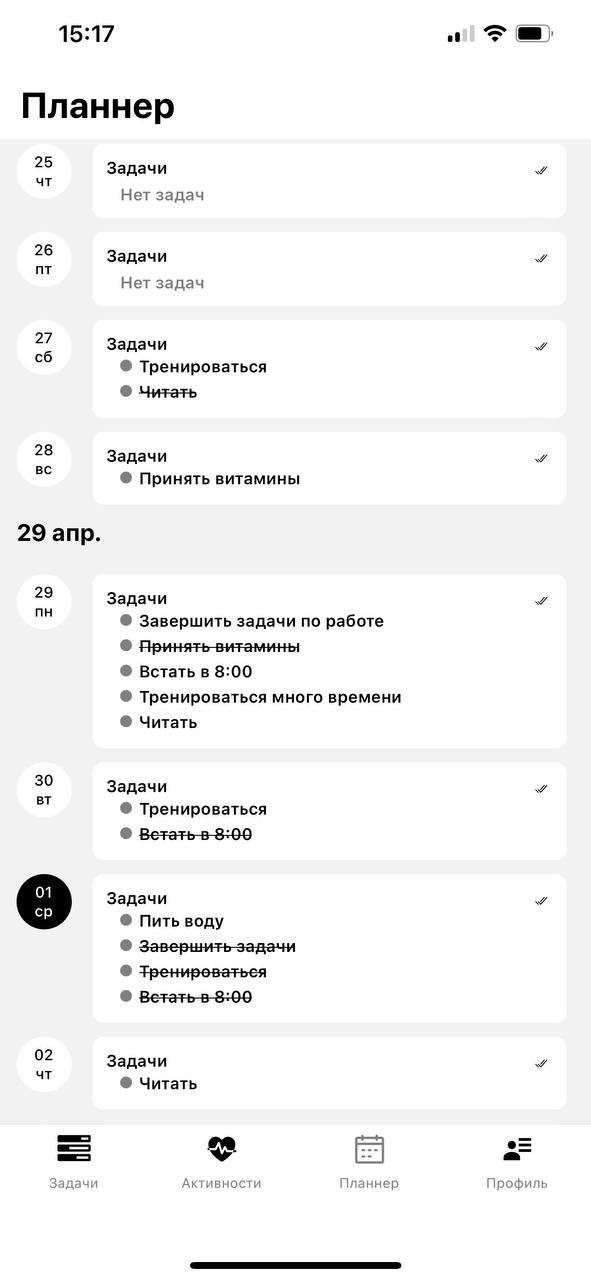 15:17
Планнер
25
чт
Задачи
Нет задач
26
пт
Задачи
Нет задач
27
сб
Задачи
Тренироваться
Читать
28
вс
Задачи
Принять витамины
29 апр.
29
пн
Задачи
Завершить задачи по работе
Принять витамины
Встать в 8:00
Тренироваться много времени
Читать
30
вт
Задачи
Тренироваться
Встать в 8:00
01
ср
Задачи
Пить воду
Завершить задачи
Тренироваться
Встать в 8:00
02
чт
Задачи
Читать
Задачи
Активности
Планнер
Профиль